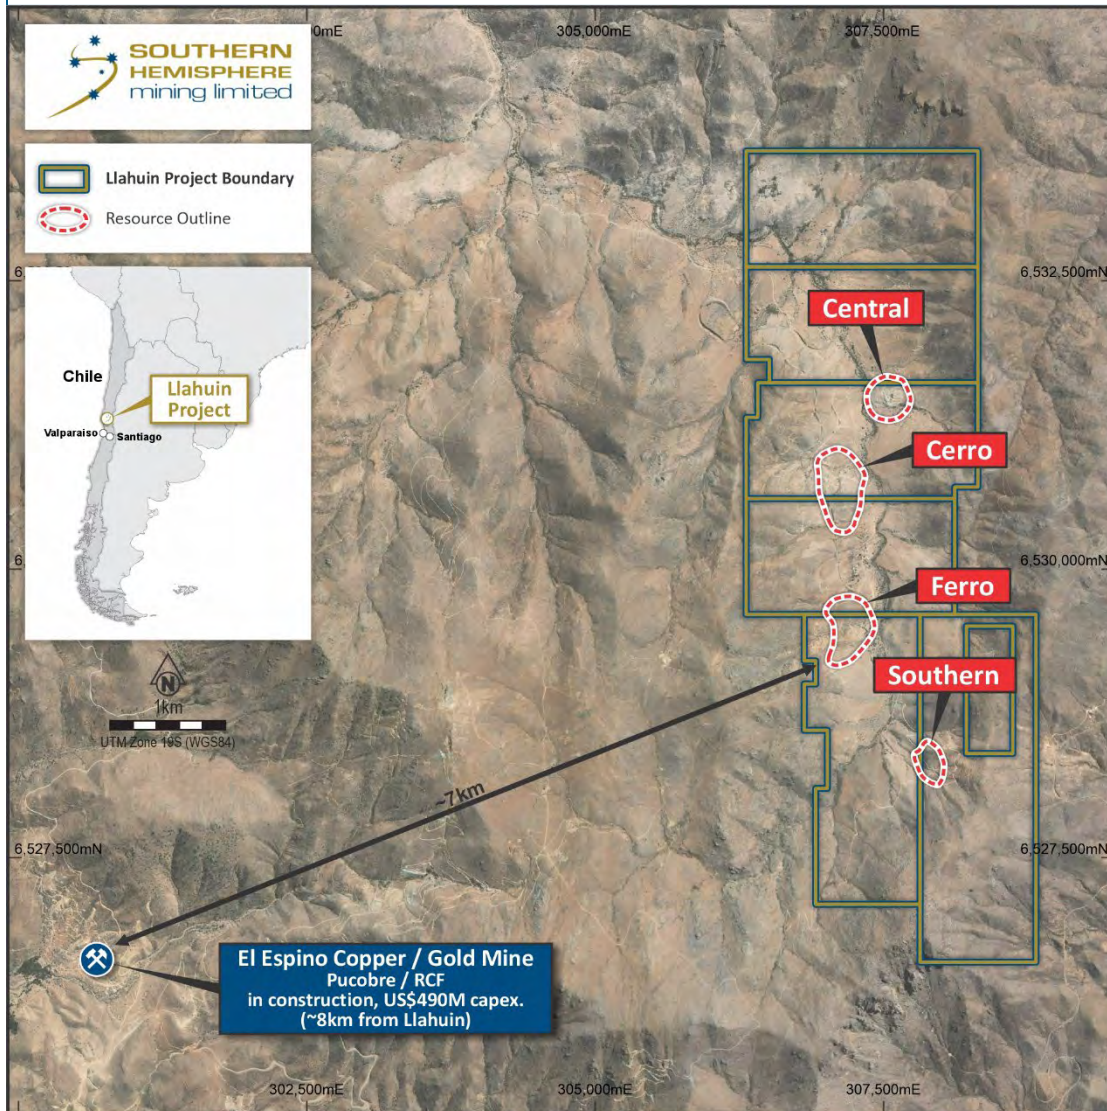 00mE
305,000mE
307,500mE
SOUTHERN
HEMISPHERE
mining limited
Llahuin Project Boundary
Resource Outline
6,
6,532,500mN
Central
Chile
Llahuin
Project
Valparaiso
Santiago
Cerro
6,
6,530,000mN
Ferro
Southern
N
1km
UTM Zone 19S (WGS84)
~7km
6,527,500mN
6,527,500mN
El Espino Copper / Gold Mine
Pucobre / RCF
in construction, US$490M capex.
(~8km from Llahuin)
302,500mE
305,000mE
307,500mE